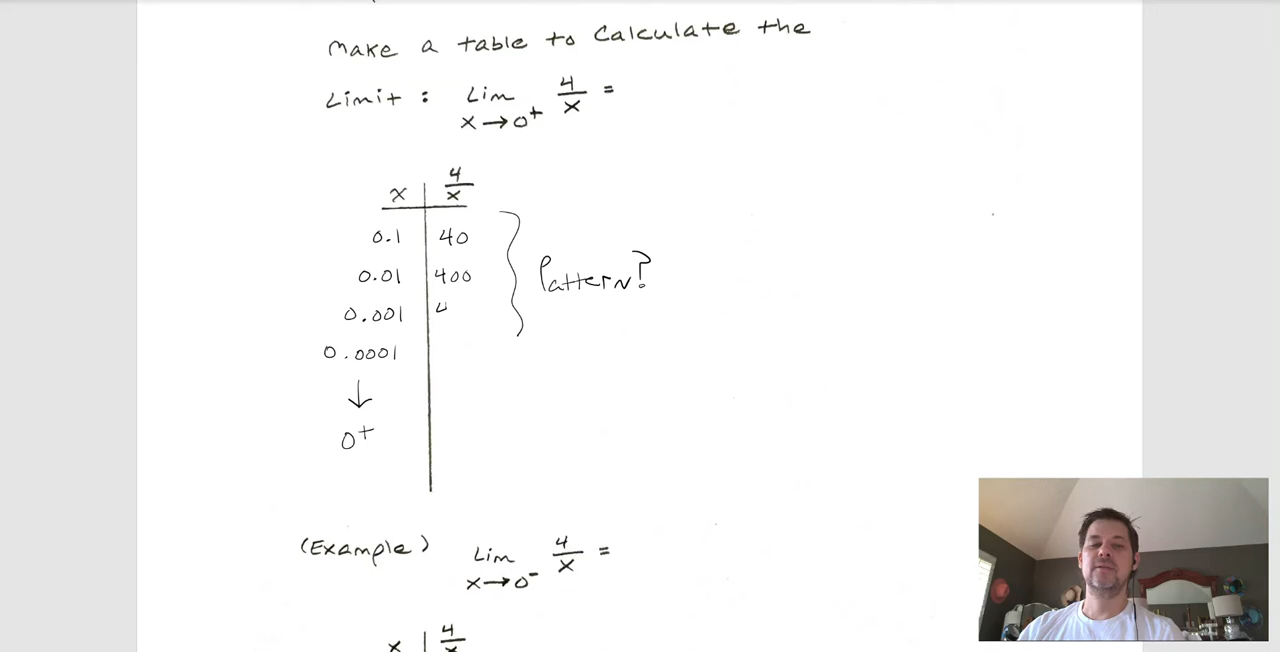 Make a table to Calculate the
Limit : Lim x→0⁺ 4/x =
x | 4/x
0.1 | 40
0.01 | 400
0.001 | 4
0.0001
↓
0⁺
Pattern?
(Example) Lim x→0⁻ 4/x =
x | 4/x